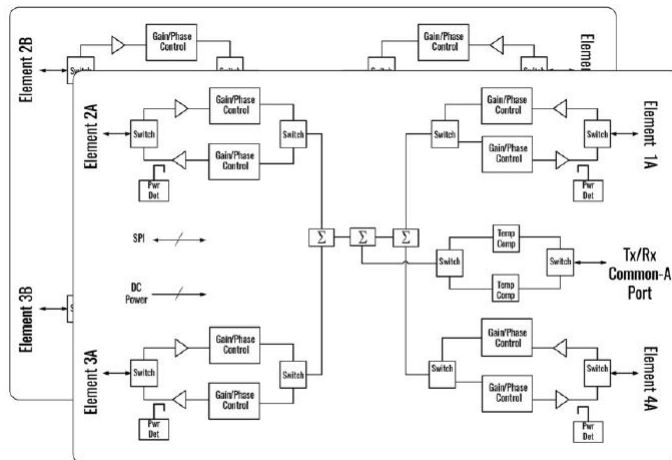 Element 2B
Switch
Gain/Phase
Control
Gain/Phase
Control
Elemen
Element 2A
Switch
Gain/Phase
Control
Gain/Phase
Control
Switch
Pwr
Det
Switch
Gain/Phase
Control
Gain/Phase
Control
Switch
Pwr
Det
Element
1A
SPI
DC
Power
Σ
Σ
Σ
Switch
Temp
Comp
Temp
Comp
Switch
Tx/Rx
Common-A
Port
Element 3B
Element 3A
Switch
Gain/Phase
Control
Gain/Phase
Control
Switch
Pwr
Det
Switch
Gain/Phase
Control
Gain/Phase
Control
Switch
Pwr
Det
Element
4A